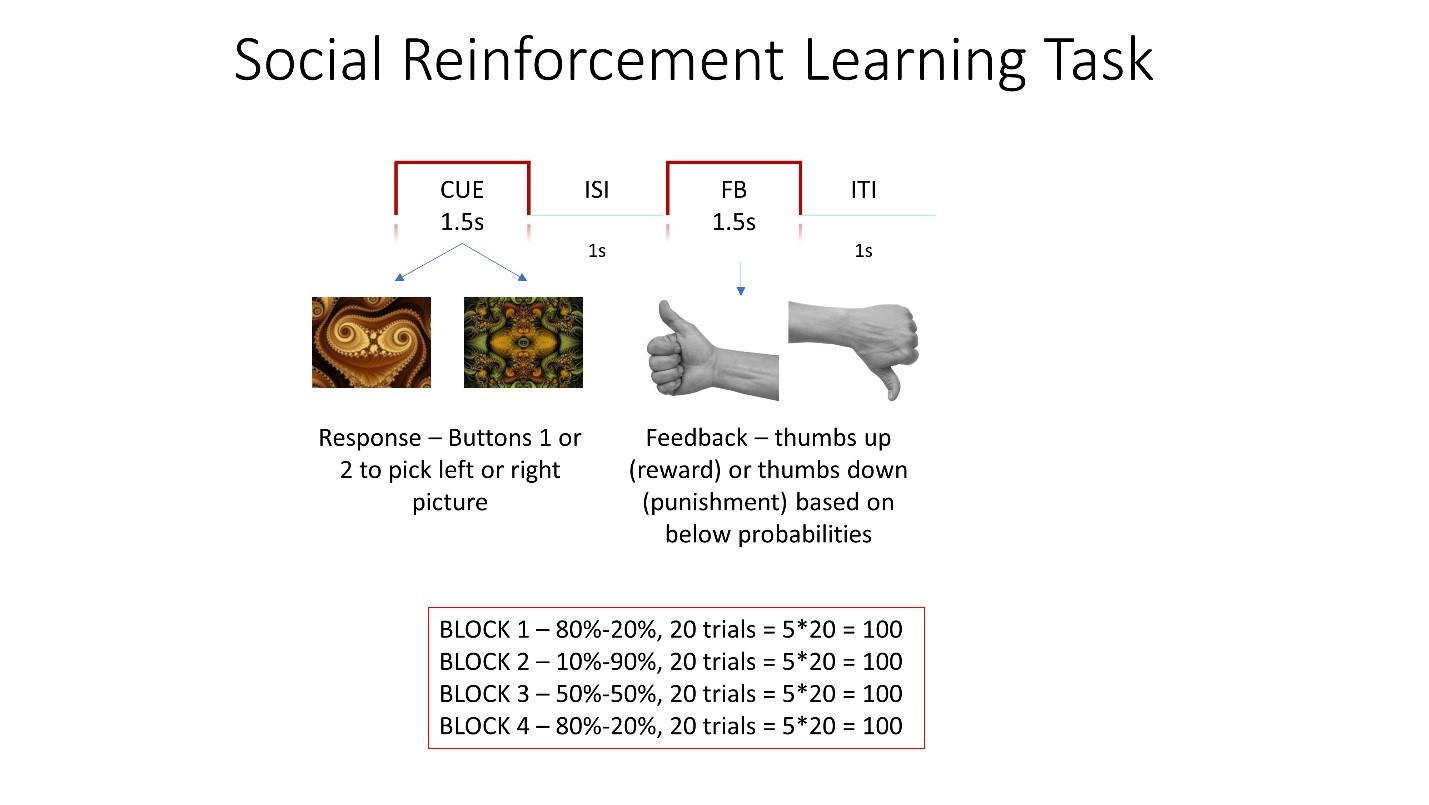 Social Reinforcement Learning Task
CUE
1.5s
ISI
1s
FB
1.5s
ITI
1s
Response – Buttons 1 or
2 to pick left or right
picture
Feedback – thumbs up
(reward) or thumbs down
(punishment) based on
below probabilities
BLOCK 1 – 80%-20%, 20 trials = 5*20 = 100
BLOCK 2 – 10%-90%, 20 trials = 5*20 = 100
BLOCK 3 – 50%-50%, 20 trials = 5*20 = 100
BLOCK 4 – 80%-20%, 20 trials = 5*20 = 100